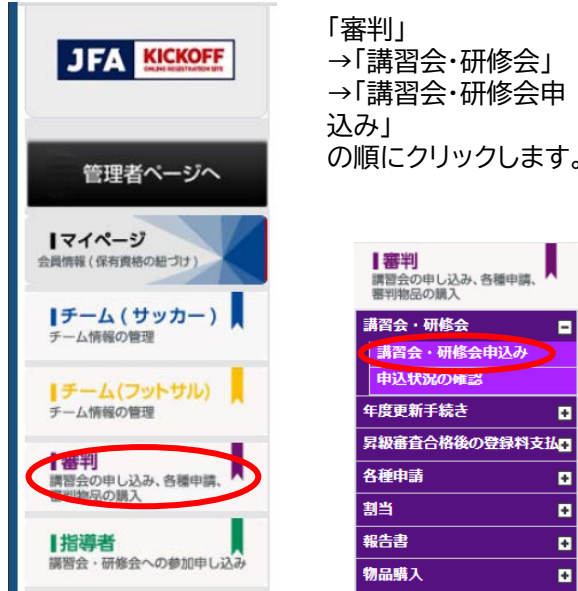 JFA KICKOFF
ONLINE REGISTRATION SITE
管理者ページへ
マイページ
会員情報(保有資格の紐づけ)
チーム(サッカー)
チーム情報の管理
チーム(フットサル)
チーム情報の管理
審判
講習会の申し込み、各種申請、
審判物品の購入
指導者
講習会・研修会への参加申し込み
「審判」
→「講習会・研修会」
→「講習会・研修会申
込み」
の順にクリックします。
審判
講習会の申し込み、各種申請、
審判物品の購入
講習会・研修会
講習会・研修会申込み
申込状況の確認
年度更新手続き
昇級審査合格後の登録料支払
各種申請
割当
報告書
物品購入